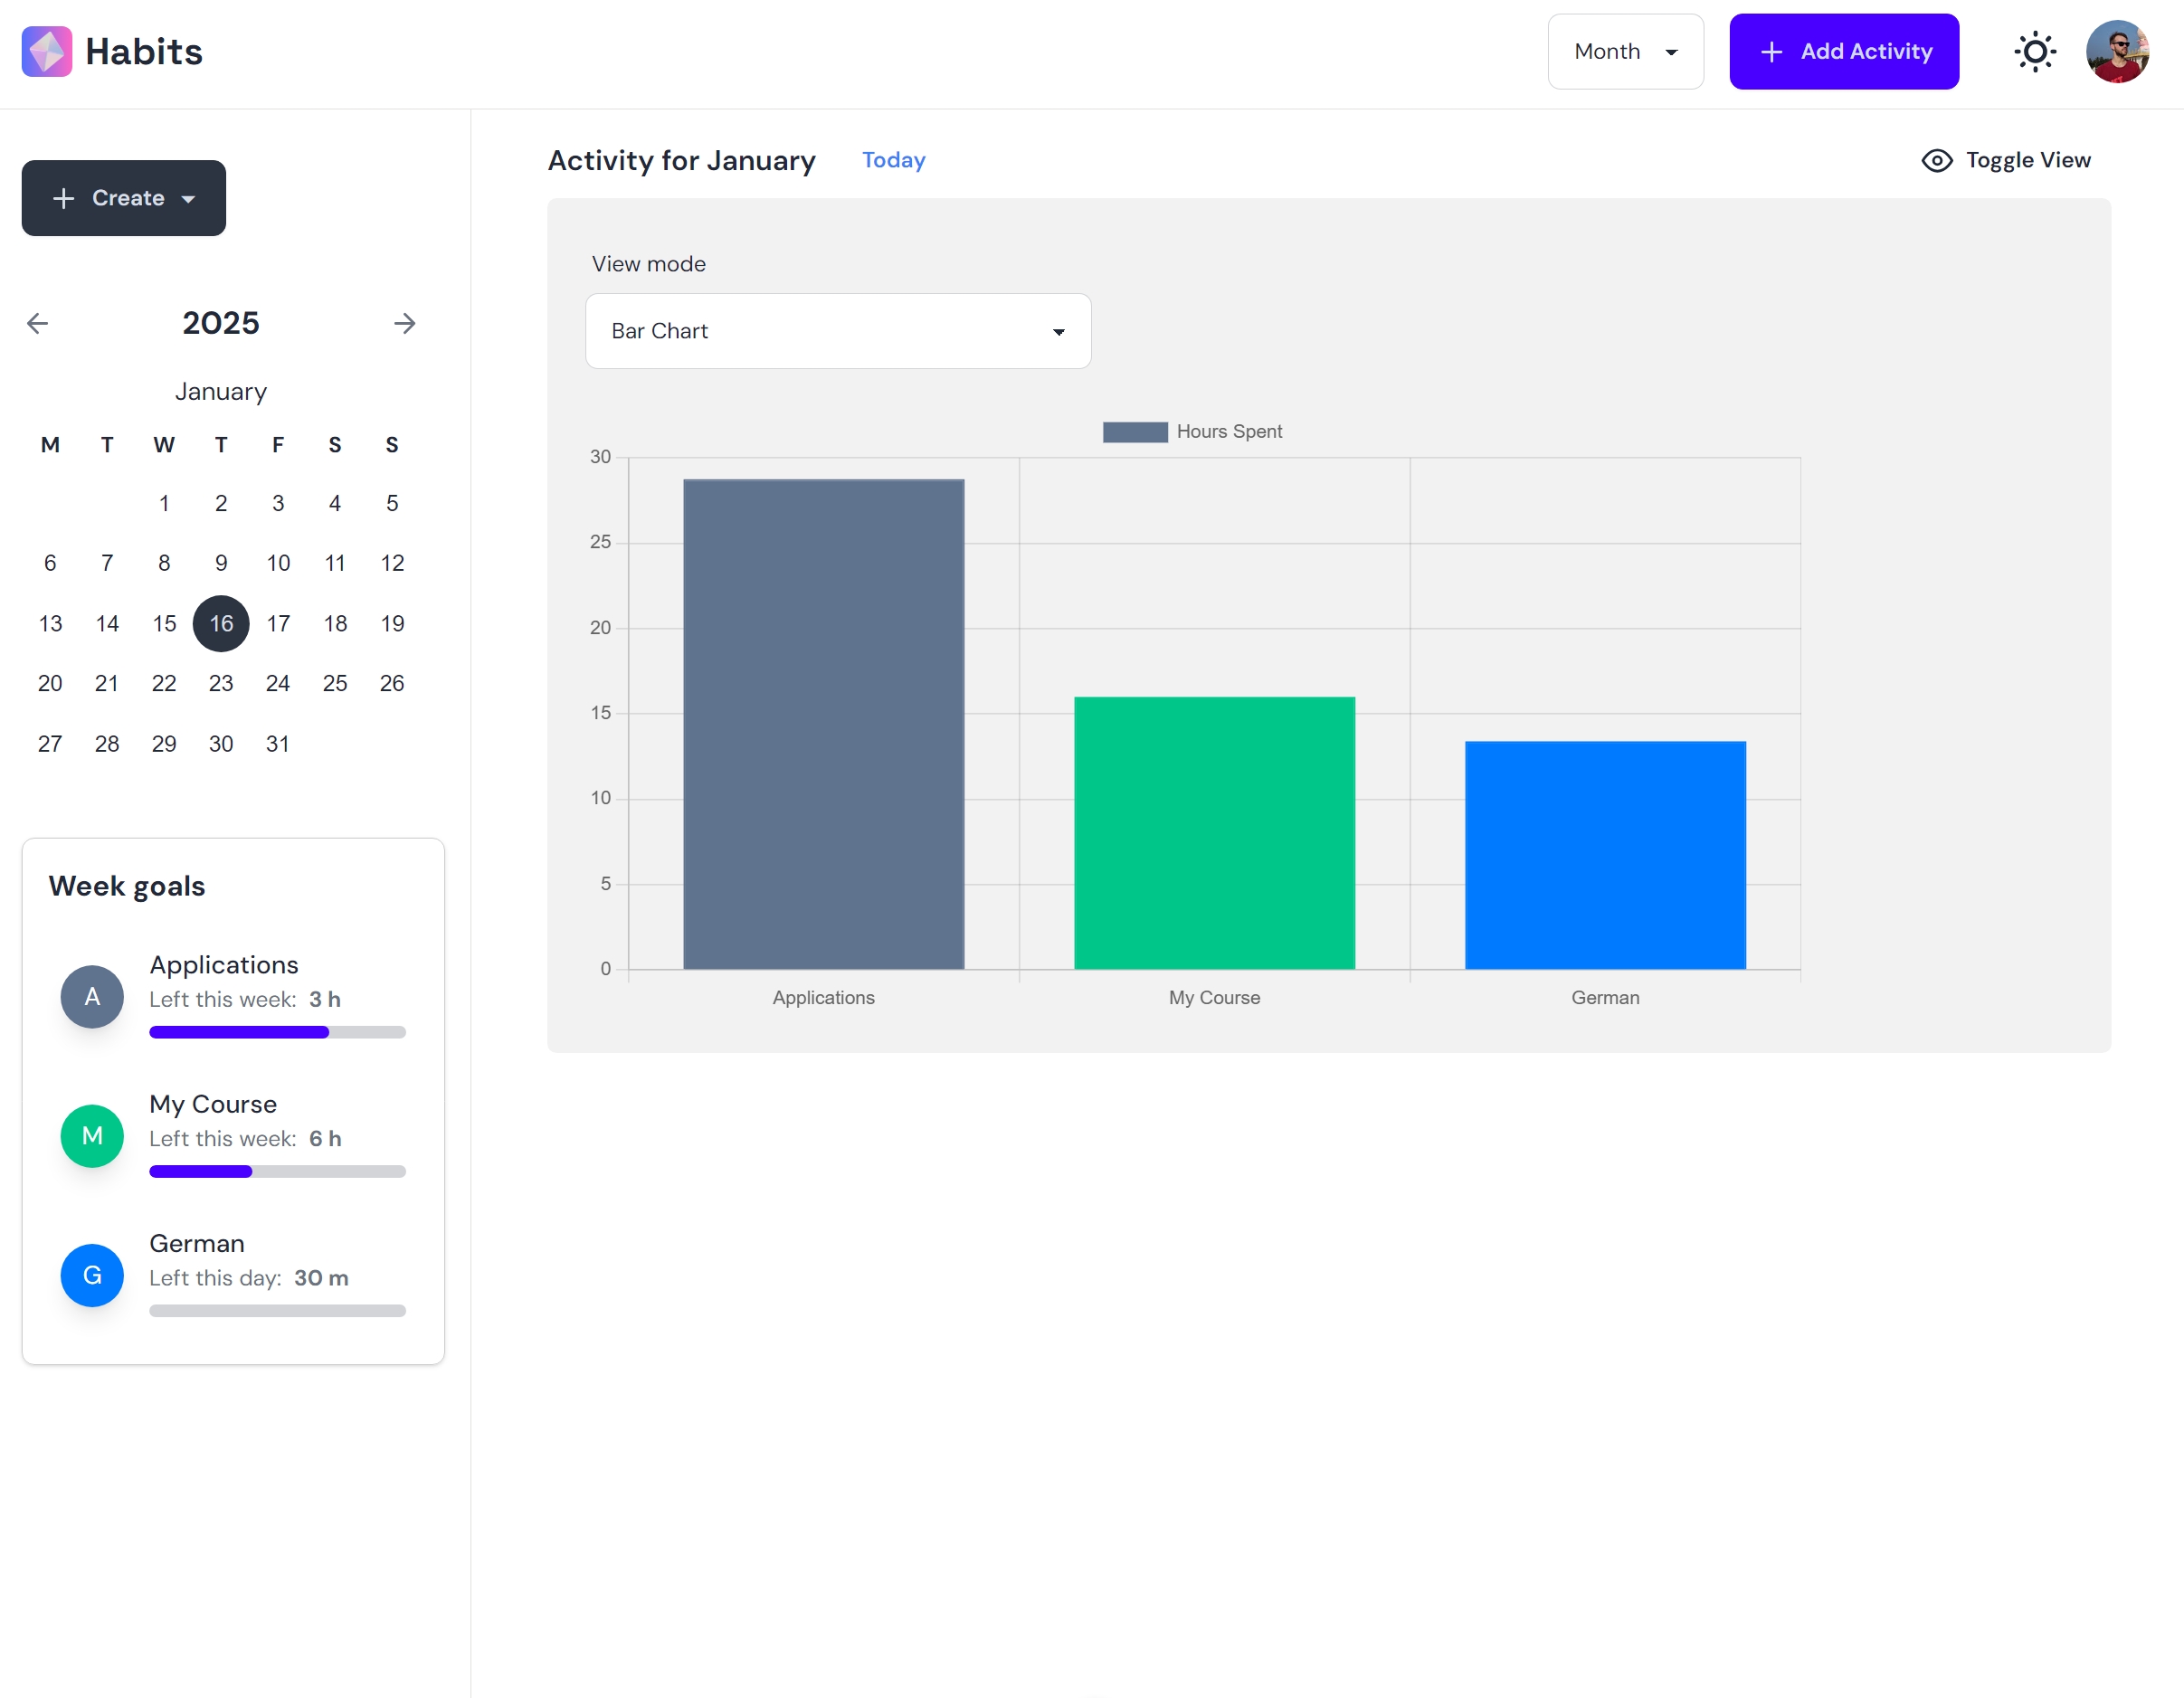 Habits
Month
Add Activity
Create
2025
January
M T W T F S S
1 2 3 4 5
6 7 8 9 10 11 12
13 14 15 16 17 18 19
20 21 22 23 24 25 26
27 28 29 30 31
Week goals
A
Applications
Left this week: 3 h
M
My Course
Left this week: 6 h
G
German
Left this day: 30 m
Activity for January
Today
Toggle View
View mode
Bar Chart
Hours Spent
30
25
20
15
10
5
0
Applications My Course German